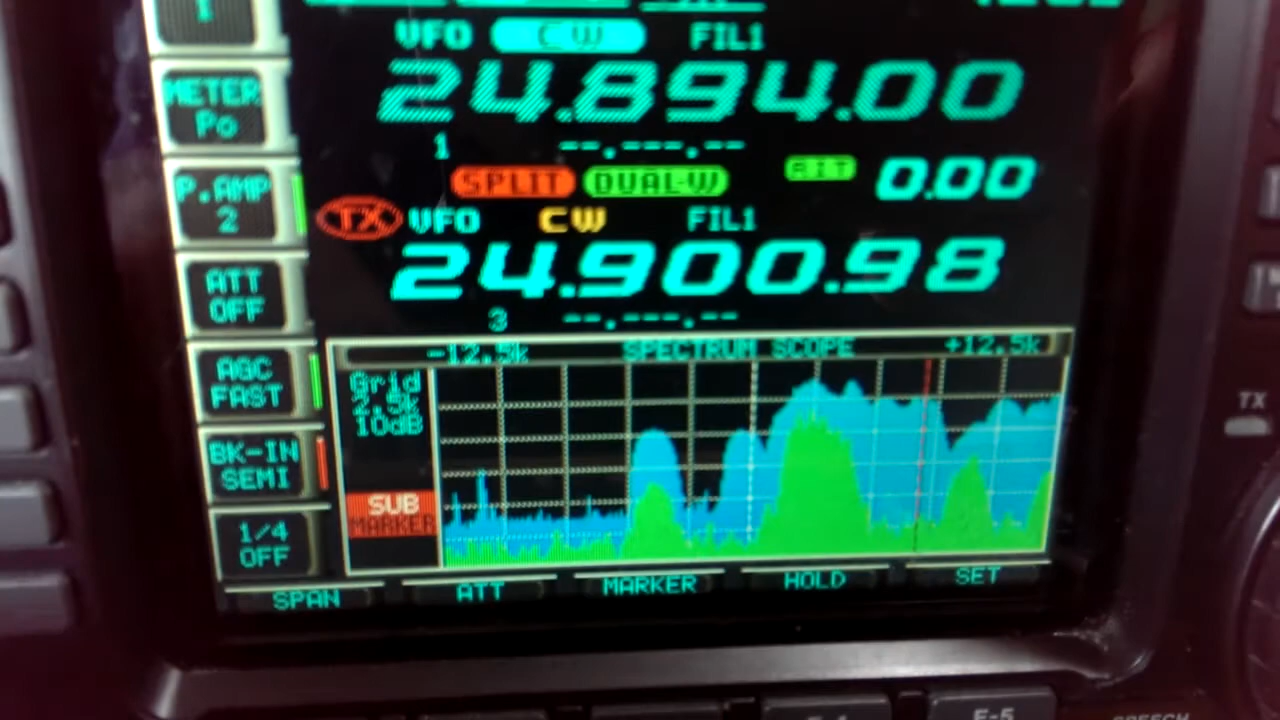 1
VFO CW FIL1
METER
Po
24.894.00
1 --.---.--
P.AMP
2
SPLIT DUAL-W RIT 0.00
TX VFO CW FIL1
ATT
OFF
24.900.98
3 --.---.--
-12.5k SPECTRUM SCOPE +12.5k
AGC
FAST
Grid
2.5k
10dB
TX
BK-IN
SEMI
SUB
MARKER
1/4
OFF
SPAN ATT MARKER HOLD SET
F-5
SPEECH